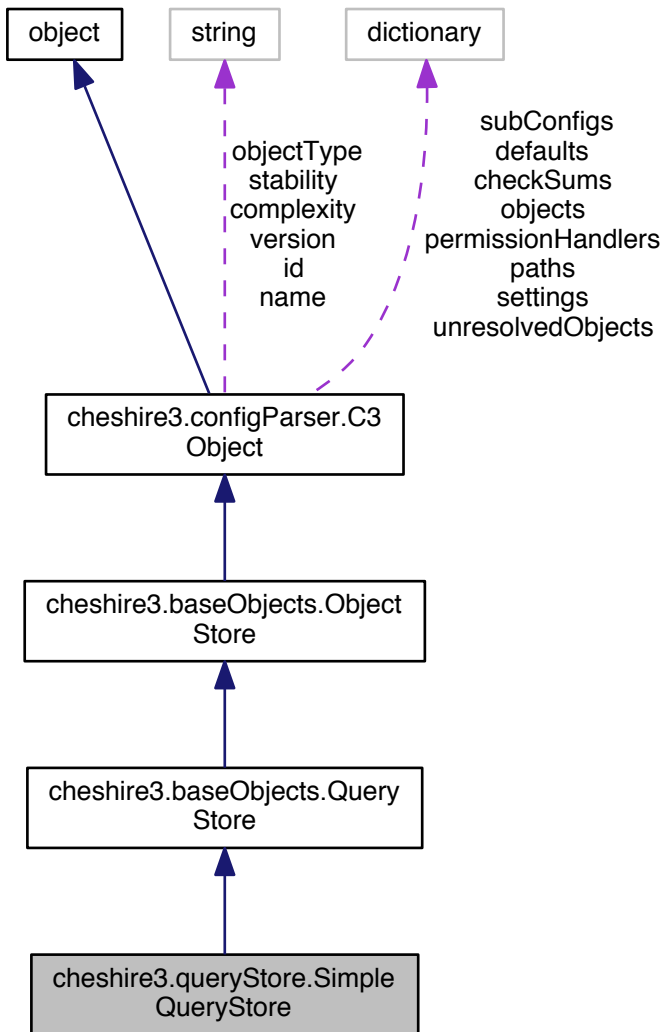 object
string
dictionary
objectType
stability
complexity
version
id
name
subConfigs
defaults
checkSums
objects
permissionHandlers
paths
settings
unresolvedObjects
cheshire3.configParser.C3
Object
cheshire3.baseObjects.Object
Store
cheshire3.baseObjects.Query
Store
cheshire3.queryStore.Simple
QueryStore